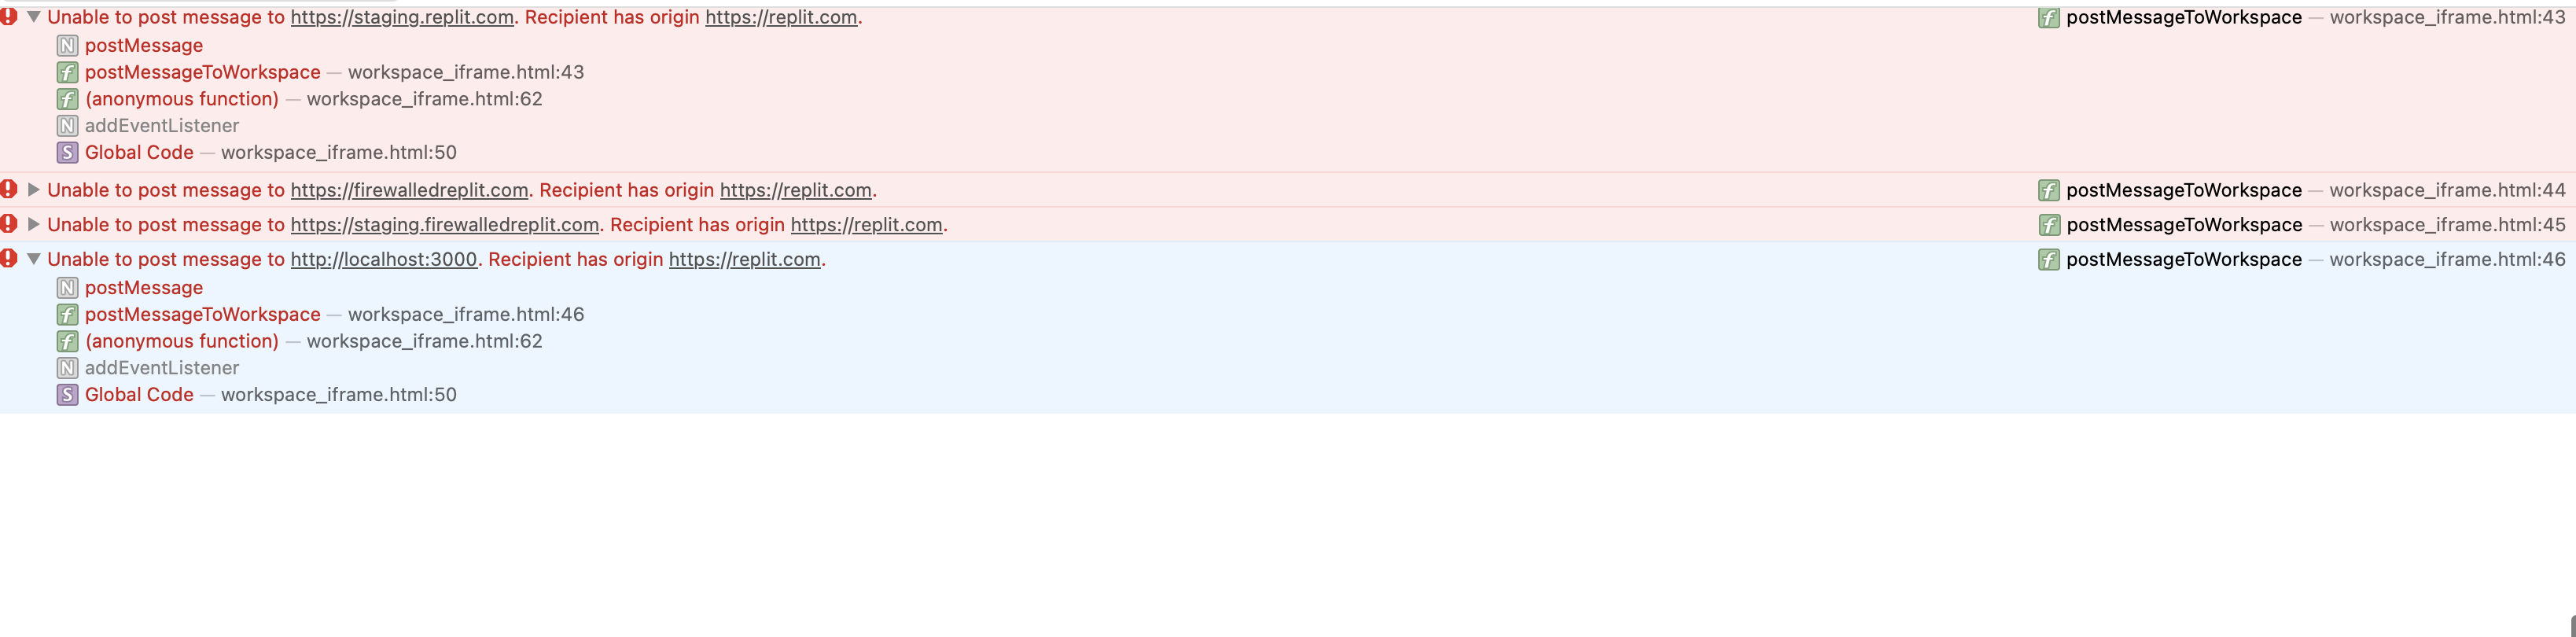 Unable to post message to https://staging.replit.com. Recipient has origin https://replit.com. f postMessageToWorkspace — workspace_iframe.html:43
N postMessage
f postMessageToWorkspace — workspace_iframe.html:43
f (anonymous function) — workspace_iframe.html:62
N addEventListener
S Global Code — workspace_iframe.html:50
Unable to post message to https://firewalledreplit.com. Recipient has origin https://replit.com. f postMessageToWorkspace — workspace_iframe.html:44
Unable to post message to https://staging.firewalledreplit.com. Recipient has origin https://replit.com. f postMessageToWorkspace — workspace_iframe.html:45
Unable to post message to http://localhost:3000. Recipient has origin https://replit.com. f postMessageToWorkspace — workspace_iframe.html:46
N postMessage
f postMessageToWorkspace — workspace_iframe.html:46
f (anonymous function) — workspace_iframe.html:62
N addEventListener
S Global Code — workspace_iframe.html:50